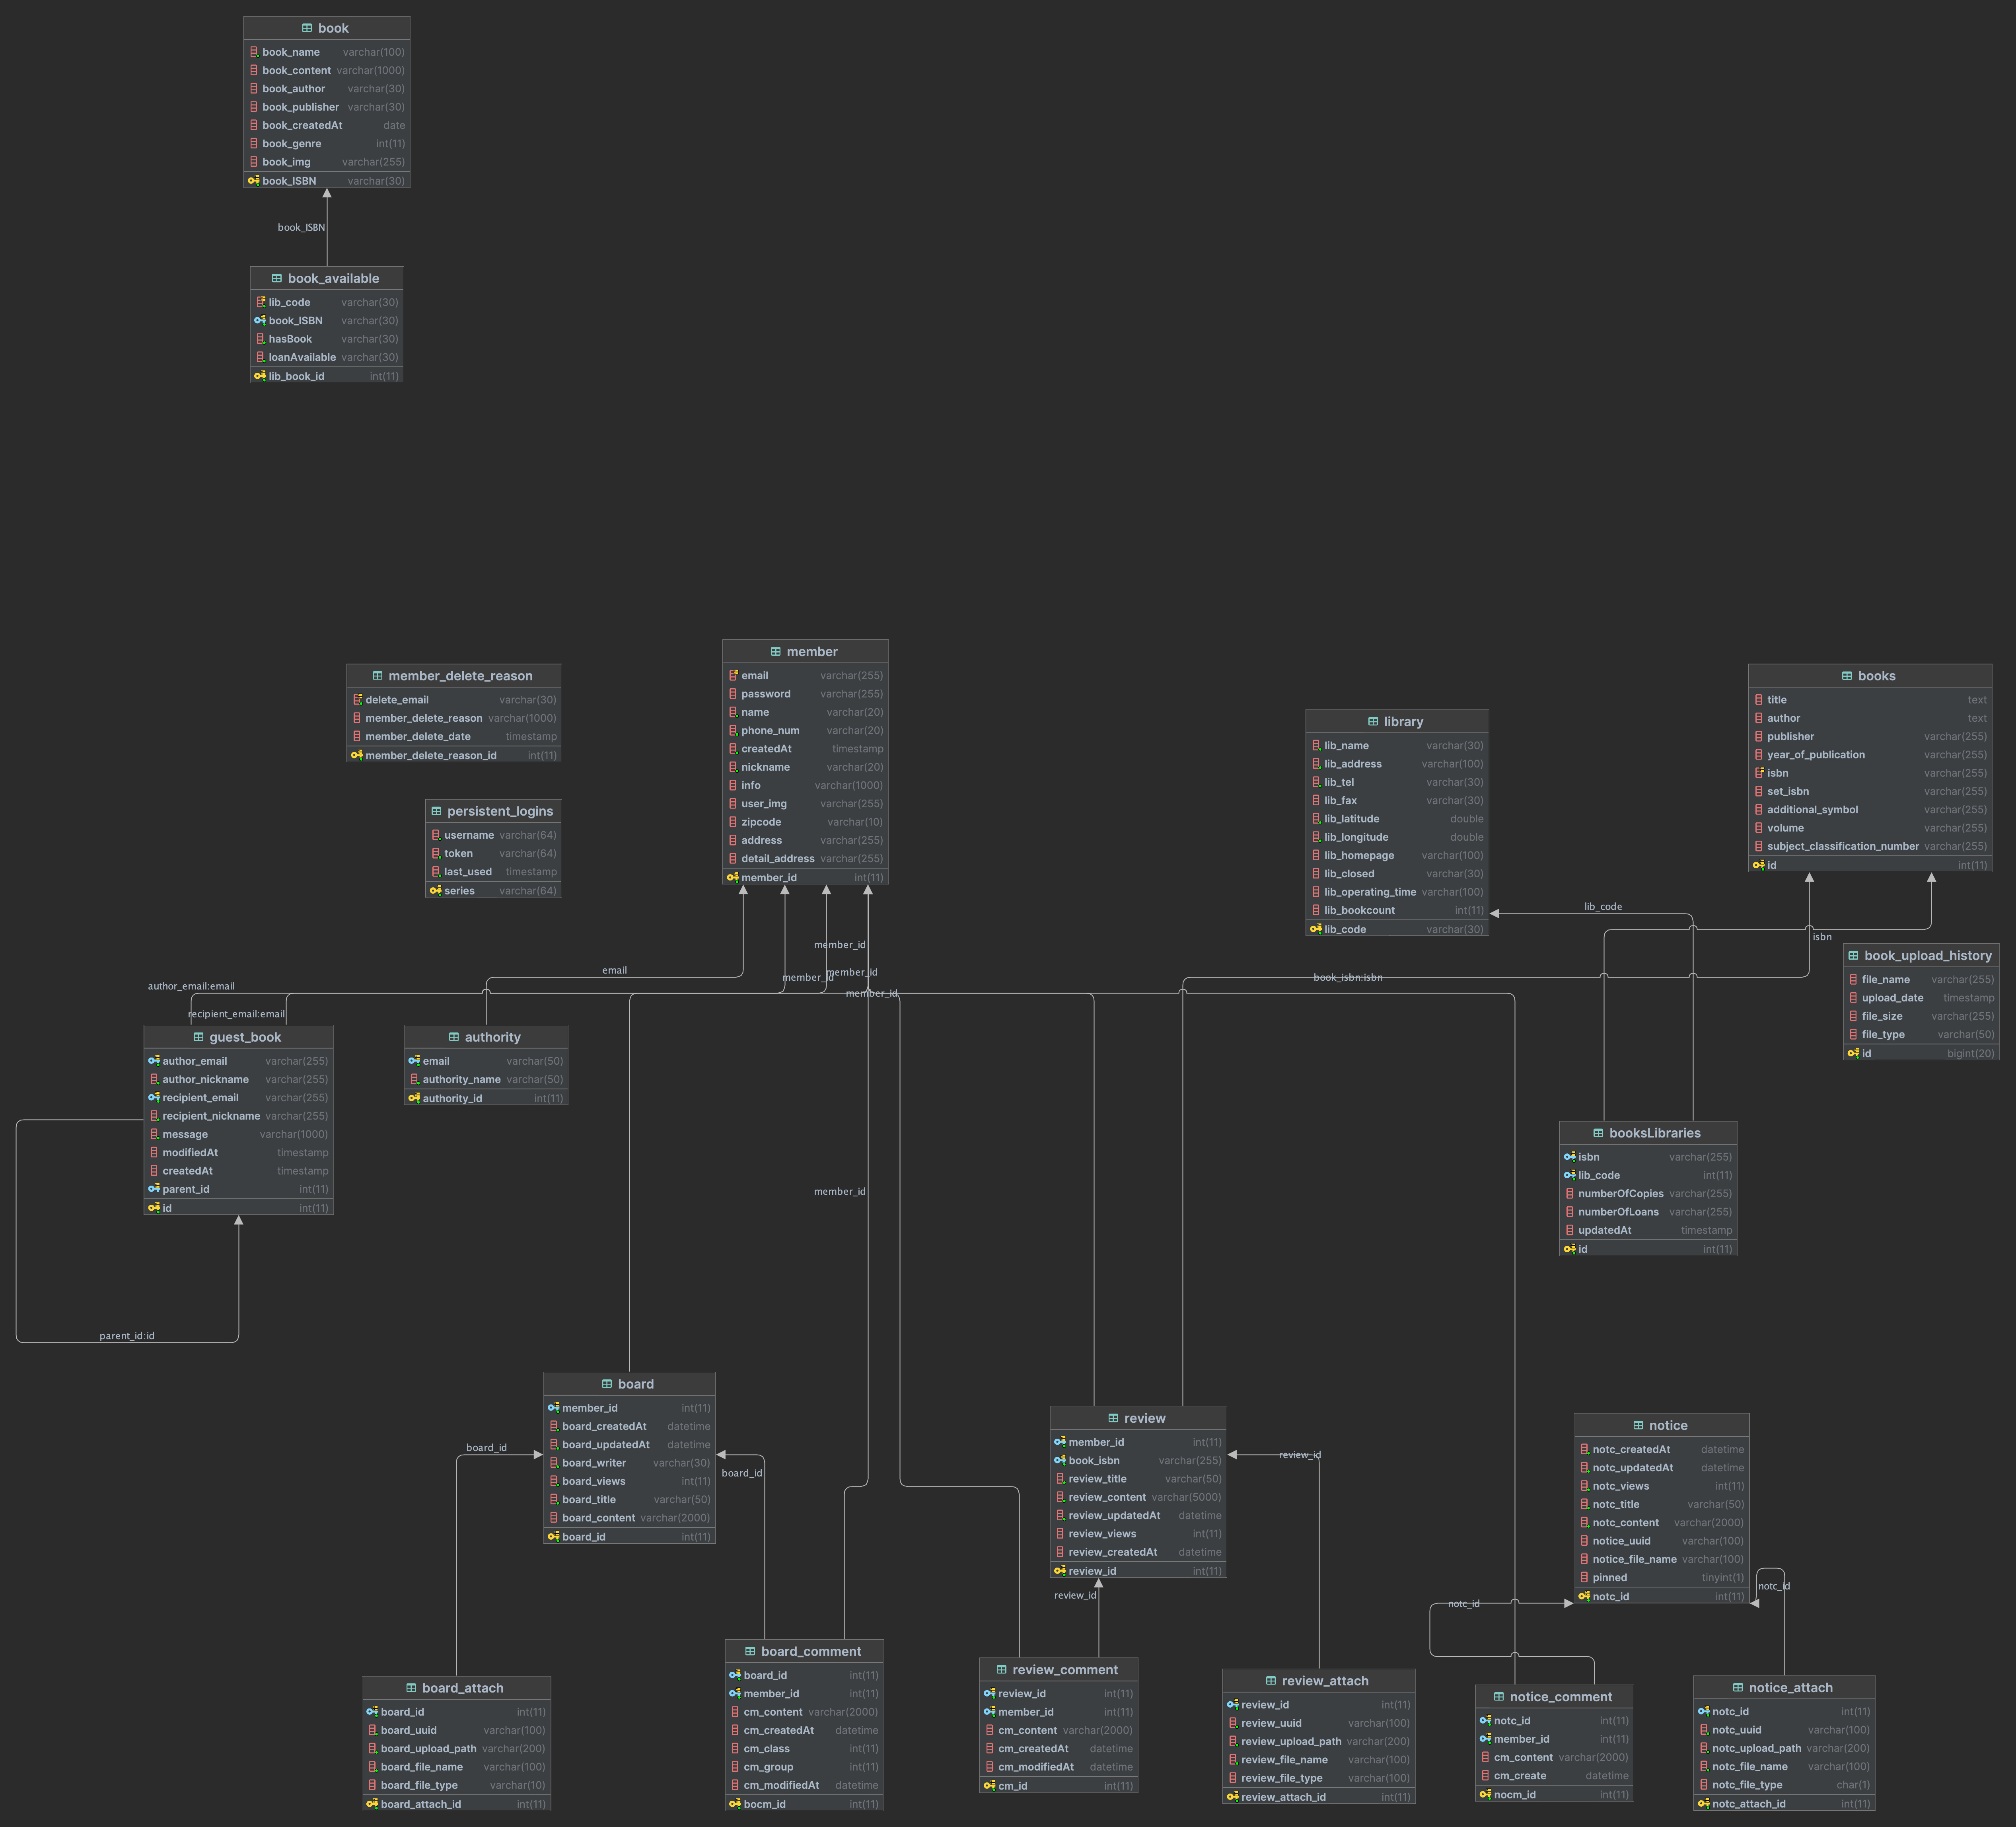 book
book_name varchar(100)
book_content varchar(1000)
book_author varchar(30)
book_publisher varchar(30)
book_createdAt date
book_genre int(11)
book_img varchar(255)
book_ISBN varchar(30)
book_ISBN
book_available
lib_code varchar(30)
book_ISBN varchar(30)
hasBook varchar(30)
loanAvailable varchar(30)
lib_book_id int(11)
member_delete_reason
delete_email varchar(30)
member_delete_reason varchar(1000)
member_delete_date timestamp
member_delete_reason_id int(11)
persistent_logins
username varchar(64)
token varchar(64)
last_used timestamp
series varchar(64)
member
email varchar(255)
password varchar(255)
name varchar(20)
phone_num varchar(20)
createdAt timestamp
nickname varchar(20)
info varchar(1000)
user_img varchar(255)
zipcode varchar(10)
address varchar(255)
detail_address varchar(255)
member_id int(11)
library
lib_name varchar(30)
lib_address varchar(100)
lib_tel varchar(30)
lib_fax varchar(30)
lib_latitude double
lib_longitude double
lib_homepage varchar(100)
lib_closed varchar(30)
lib_operating_time varchar(100)
lib_bookcount int(11)
lib_code varchar(30)
books
title text
author text
publisher varchar(255)
year_of_publication varchar(255)
isbn varchar(255)
set_isbn varchar(255)
additional_symbol varchar(255)
volume varchar(255)
subject_classification_number varchar(255)
id int(11)
lib_code
isbn
book_upload_history
file_name varchar(255)
upload_date timestamp
file_size varchar(255)
file_type varchar(50)
id bigint(20)
member_id
email
member_id
member_id
book_isbn:isbn
author_email:email
member_id
recipient_email:email
guest_book
author_email varchar(255)
author_nickname varchar(255)
recipient_email varchar(255)
recipient_nickname varchar(255)
message varchar(1000)
modifiedAt timestamp
createdAt timestamp
parent_id int(11)
id int(11)
parent_id:id
authority
email varchar(50)
authority_name varchar(50)
authority_id int(11)
member_id
booksLibraries
isbn varchar(255)
lib_code int(11)
numberOfCopies varchar(255)
numberOfLoans varchar(255)
updatedAt timestamp
id int(11)
board
member_id int(11)
board_createdAt datetime
board_updatedAt datetime
board_writer varchar(30)
board_views int(11)
board_title varchar(50)
board_content varchar(2000)
board_id int(11)
board_id
board_id
review
member_id int(11)
book_isbn varchar(255)
review_title varchar(50)
review_content varchar(5000)
review_updatedAt datetime
review_views int(11)
review_createdAt datetime
review_id int(11)
review_id
review_id
notice
notc_createdAt datetime
notc_updatedAt datetime
notc_views int(11)
notc_title varchar(50)
notc_content varchar(2000)
notice_uuid varchar(100)
notice_file_name varchar(100)
pinned tinyint(1)
notc_id int(11)
notc_id
notc_id
board_attach
board_id int(11)
board_uuid varchar(100)
board_upload_path varchar(200)
board_file_name varchar(100)
board_file_type varchar(10)
board_attach_id int(11)
board_comment
board_id int(11)
member_id int(11)
cm_content varchar(2000)
cm_createdAt datetime
cm_class int(11)
cm_group int(11)
cm_modifiedAt datetime
bocm_id int(11)
review_comment
review_id int(11)
member_id int(11)
cm_content varchar(2000)
cm_createdAt datetime
cm_modifiedAt datetime
cm_id int(11)
review_attach
review_id int(11)
review_uuid varchar(100)
review_upload_path varchar(200)
review_file_name varchar(100)
review_file_type varchar(100)
review_attach_id int(11)
notice_comment
notc_id int(11)
member_id int(11)
cm_content varchar(2000)
cm_create datetime
nocm_id int(11)
notice_attach
notc_id int(11)
notc_uuid varchar(100)
notc_upload_path varchar(200)
notc_file_name varchar(100)
notc_file_type char(1)
notc_attach_id int(11)